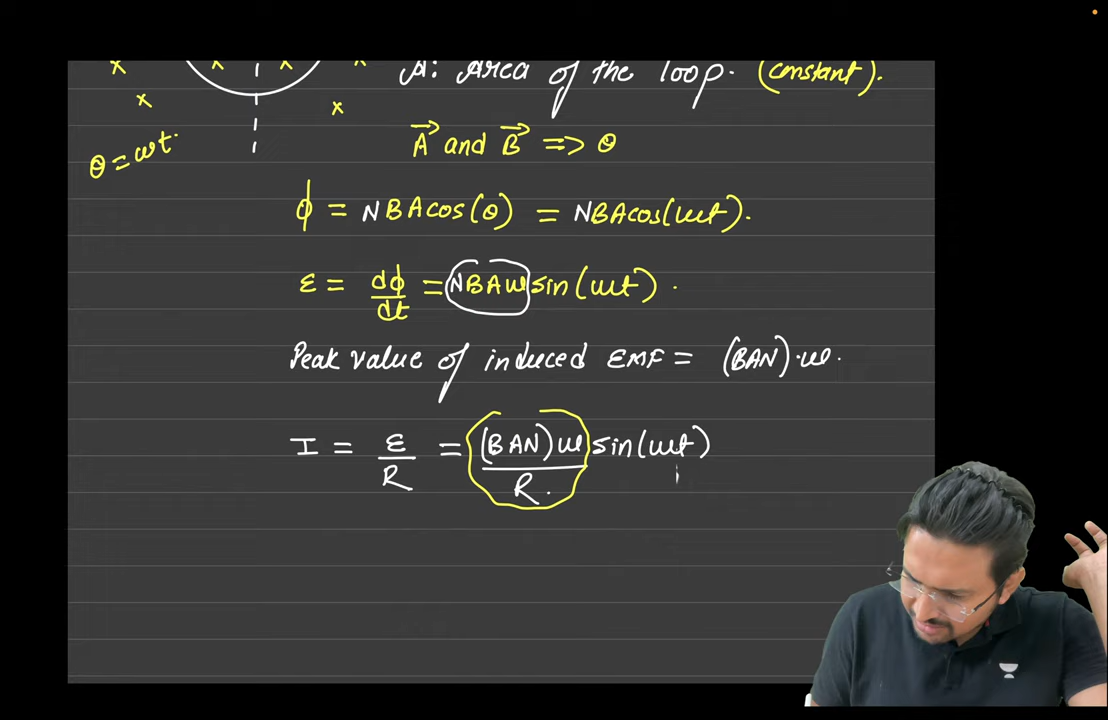 A: Area of the loop. (constant).
θ = ωt.
A⃗ and B⃗ => θ
ϕ = NBAcos(θ) = NBAcos(ωt).
ε = dϕ/dt = NBAω sin(ωt).
Peak value of induced EMF = (BAN)·ω.
I = ε/R = (BAN)ω/R. sin(ωt)